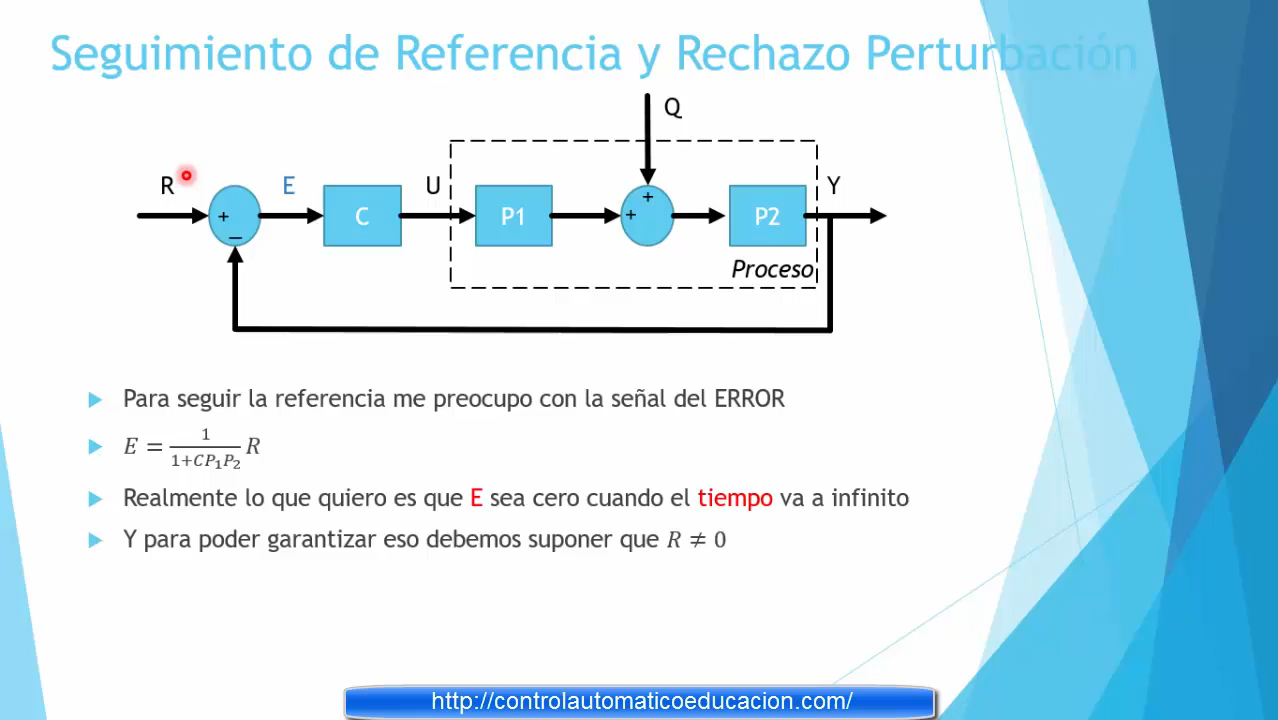 Seguimiento de Referencia y Rechazo Perturbación
Q
R
E
U
Y
+
−
C
P1
+
+
P2
Proceso
Para seguir la referencia me preocupo con la señal del ERROR
E = 1/(1+CP₁P₂) R
Realmente lo que quiero es que E sea cero cuando el tiempo va a infinito
Y para poder garantizar eso debemos suponer que R ≠ 0
http://controlautomaticoeducacion.com/